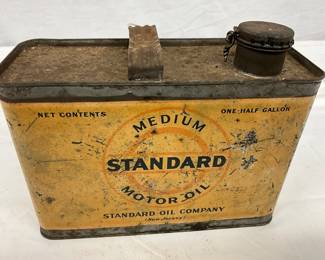 NET CONTENTS
ONE-HALF GALLON
MEDIUM
STANDARD
MOTOR OIL
STANDARD OIL COMPANY
(New Jersey)